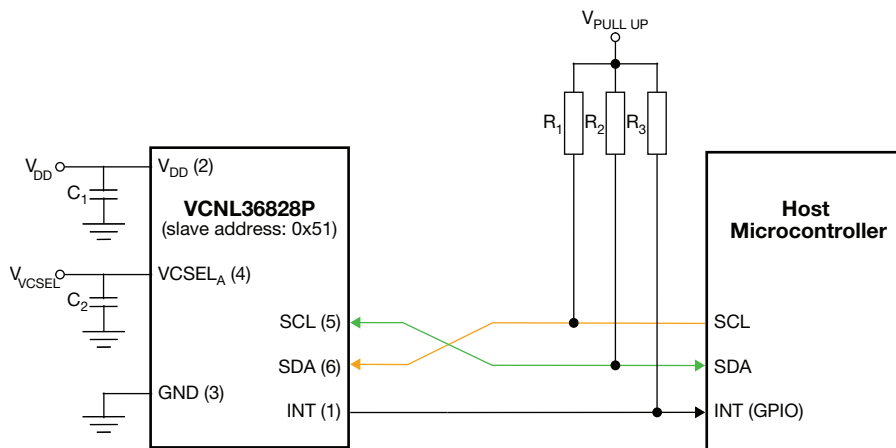 V PULL UP
R1
R2
R3
VDD
VDD (2)
C1
VCNL36828P
(slave address: 0x51)
Host
Microcontroller
VVCSEL
VCSELA (4)
C2
SCL (5)
SCL
SDA (6)
SDA
GND (3)
INT (1)
INT (GPIO)